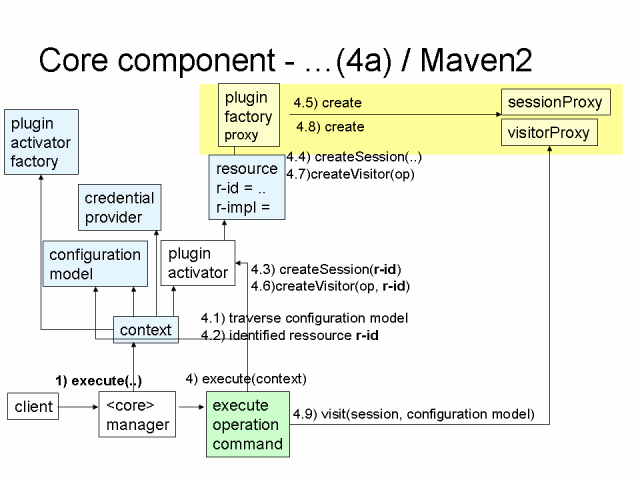 Core component - …(4a) / Maven2
plugin
factory
proxy
4.5) create
4.8) create
sessionProxy
visitorProxy
plugin
activator
factory
resource
r-id = ..
r-impl =
4.4) createSession(..)
4.7)createVisitor(op)
credential
provider
configuration
model
plugin
activator
4.3) createSession(r-id)
4.6)createVisitor(op, r-id)
context
4.1) traverse configuration model
4.2) identified ressource r-id
1) execute(..)
4) execute(context)
client
<core>
manager
execute
operation
command
4.9) visit(session, configuration model)